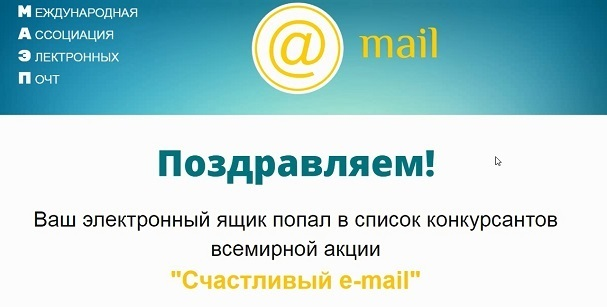 МЕЖДУНАРОДНАЯ
АССОЦИАЦИЯ
ЭЛЕКТРОННЫХ
ПОЧТ
@ mail
Поздравляем!
Ваш электронный ящик попал в список конкурсантов
всемирной акции
"Счастливый e-mail"